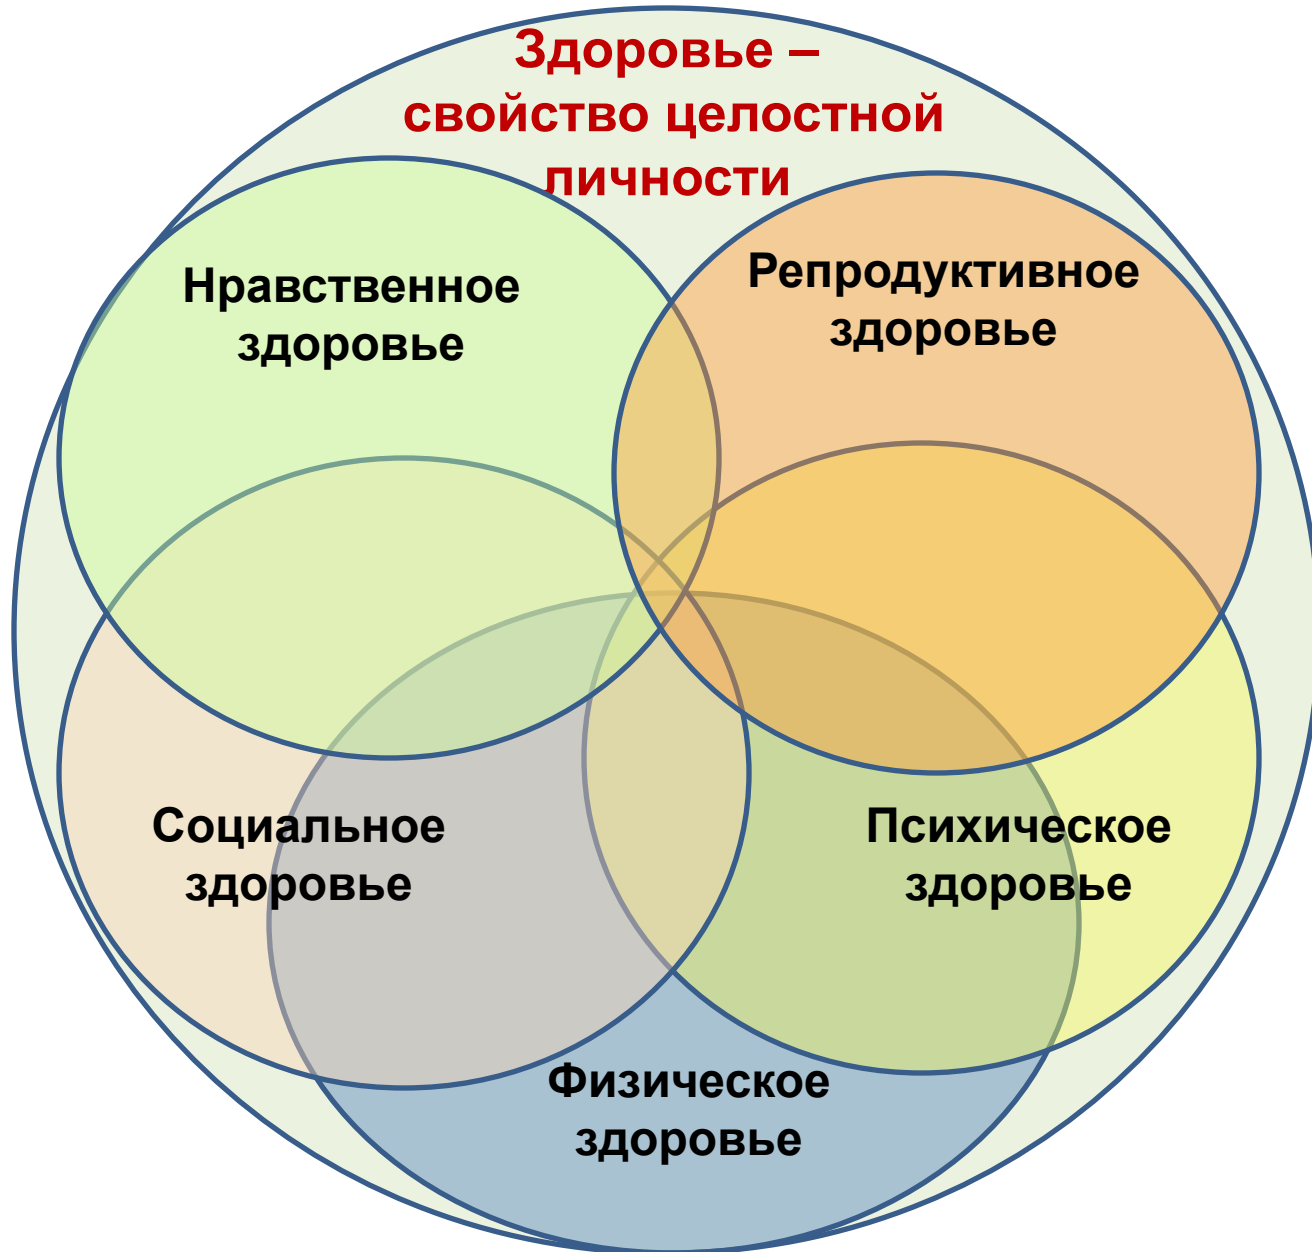 Здоровье –
свойство целостной
личности
Нравственное
здоровье
Репродуктивное
здоровье
Социальное
здоровье
Психическое
здоровье
Физическое
здоровье